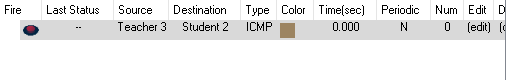 Fire Last Status Source Destination Type Color Time(sec) Periodic Num Edit
-- Teacher 3 Student 2 ICMP 0.000 N 0 (edit)